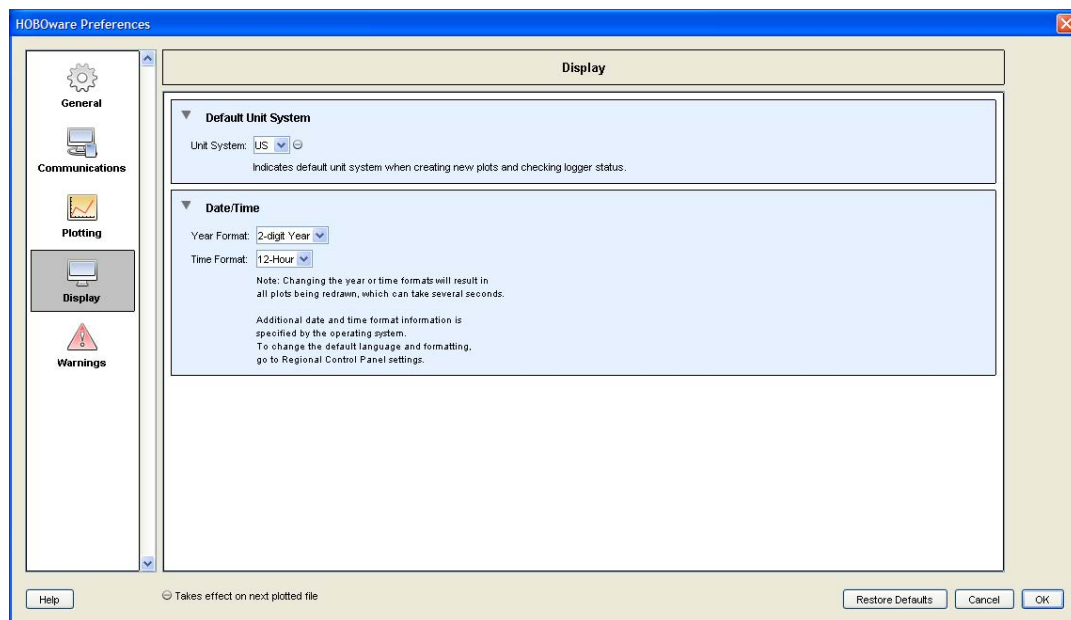 HOBOware Preferences
General
Communications
Plotting
Display
Warnings
Display
Default Unit System
Unit System: US
Indicates default unit system when creating new plots and checking logger status.
Date/Time
Year Format: 2-digit Year
Time Format: 12-Hour
Note: Changing the year or time formats will result in
all plots being redrawn, which can take several seconds.
Additional date and time format information is
specified by the operating system.
To change the default language and formatting,
go to Regional Control Panel settings.
Help
Takes effect on next plotted file
Restore Defaults
Cancel
OK